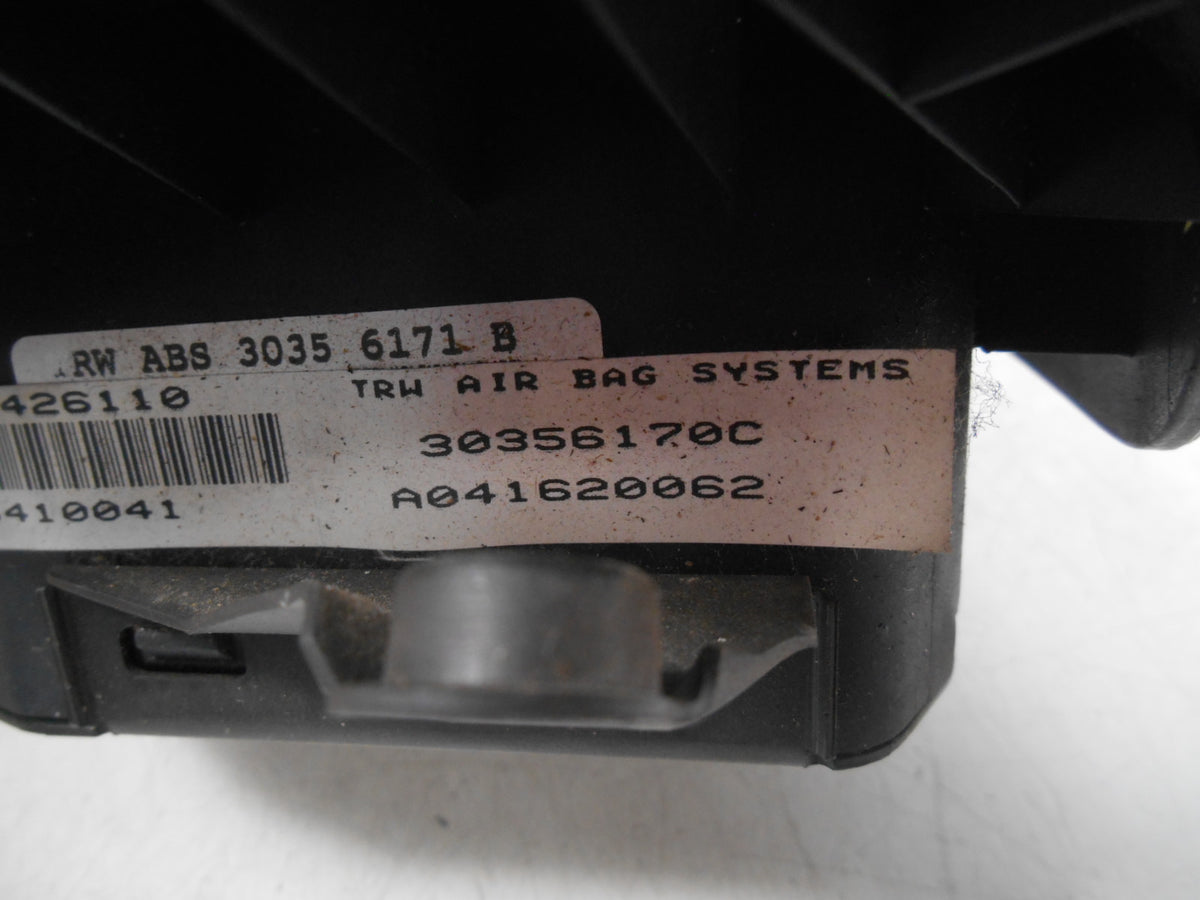 RW ABS 3035 6171 B
426110
TRW AIR BAG SYSTEMS
30356170C
410041
A041620062